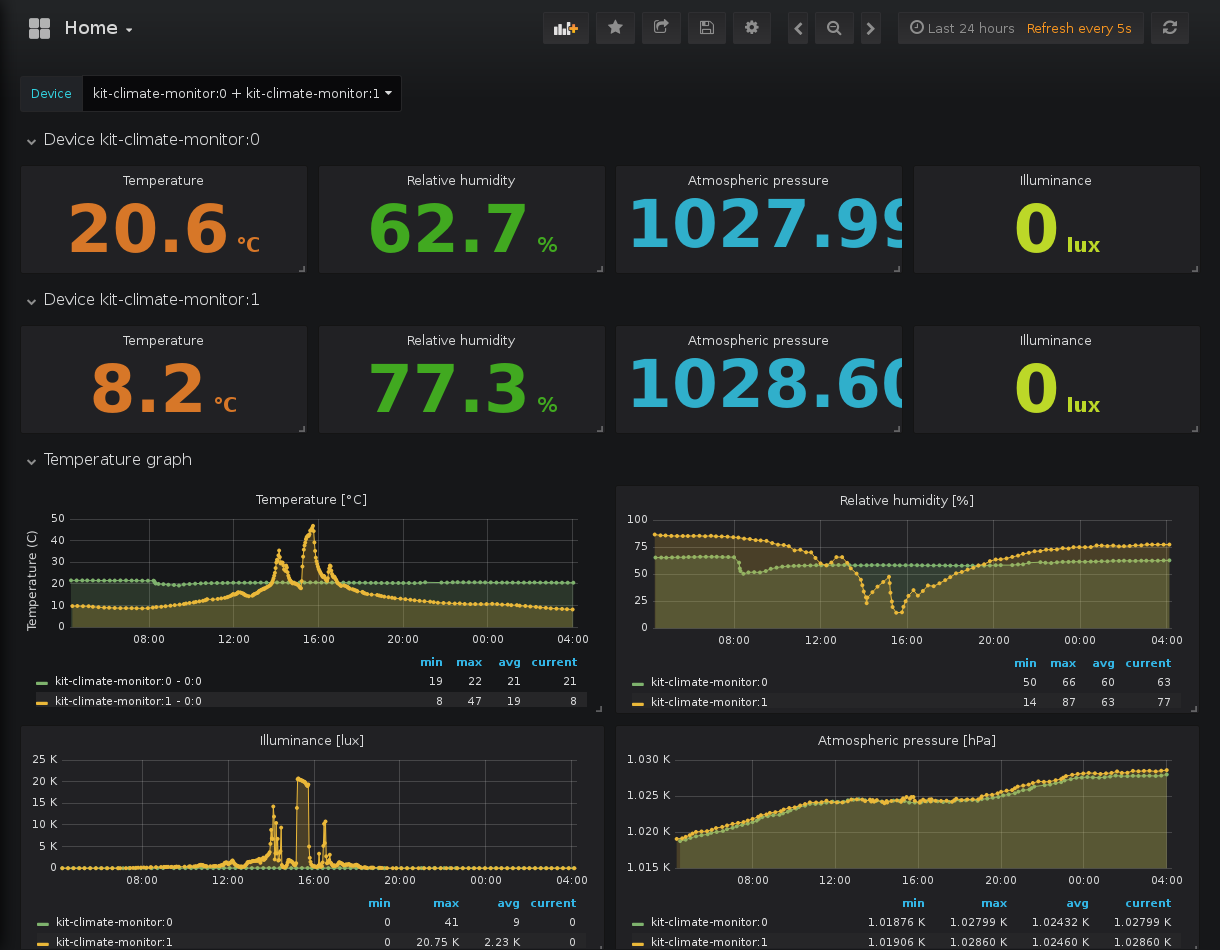 Home
Last 24 hours Refresh every 5s
Device kit-climate-monitor:0 + kit-climate-monitor:1
Device kit-climate-monitor:0
Temperature Relative humidity Atmospheric pressure Illuminance
20.6 °C 62.7 % 1027.99 0 lux
Device kit-climate-monitor:1
Temperature Relative humidity Atmospheric pressure Illuminance
8.2 °C 77.3 % 1028.60 0 lux
Temperature graph
Temperature [°C]
Temperature (C)
50
40
30
20
10
0
08:00 12:00 16:00 20:00 00:00 04:00
min max avg current
kit-climate-monitor:0 - 0:0 19 22 21 21
kit-climate-monitor:1 - 0:0 8 47 19 8
Relative humidity [%]
100
75
50
25
0
08:00 12:00 16:00 20:00 00:00 04:00
min max avg current
kit-climate-monitor:0 50 66 60 63
kit-climate-monitor:1 14 87 63 77
Illuminance [lux]
25 K
20 K
15 K
10 K
5 K
0
08:00 12:00 16:00 20:00 00:00 04:00
min max avg current
kit-climate-monitor:0 0 41 9 0
kit-climate-monitor:1 0 20.75 K 2.23 K 0
Atmospheric pressure [hPa]
1.030 K
1.025 K
1.020 K
1.015 K
08:00 12:00 16:00 20:00 00:00 04:00
min max avg current
kit-climate-monitor:0 1.01876 K 1.02799 K 1.02432 K 1.02799 K
kit-climate-monitor:1 1.01906 K 1.02860 K 1.02460 K 1.02860 K